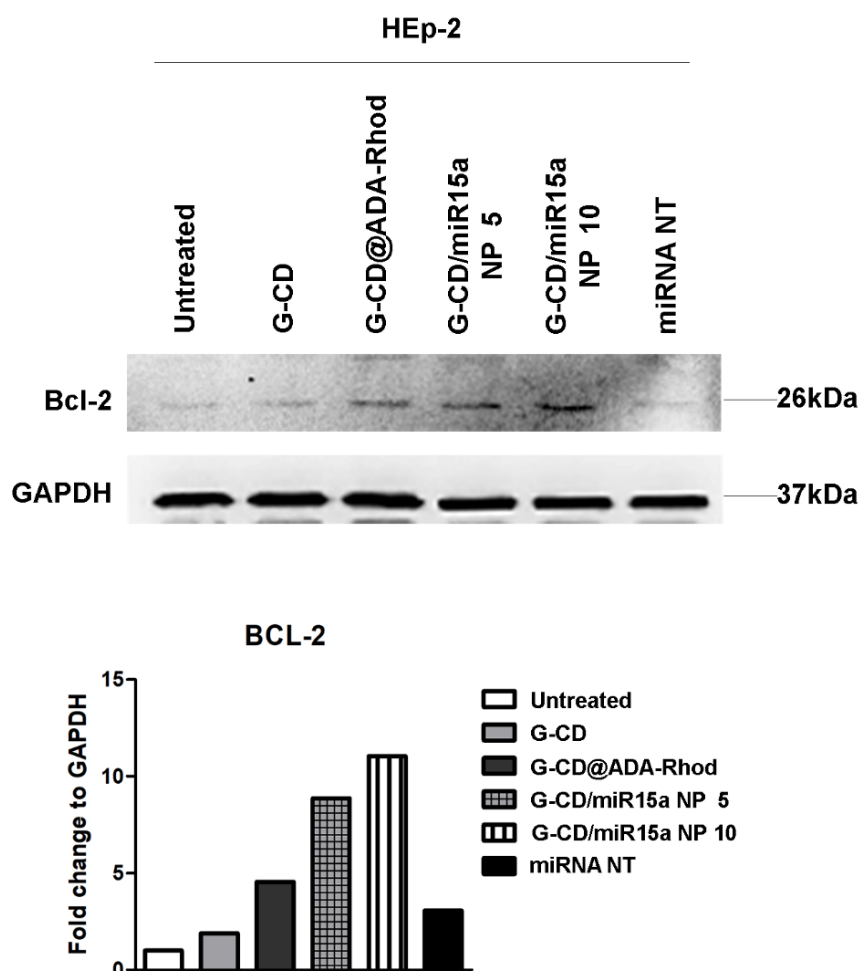 HEp-2
Untreated
G-CD
G-CD@ADA-Rhod
G-CD/miR15a
NP 5
G-CD/miR15a
NP 10
miRNA NT
Bcl-2
26kDa
GAPDH
37kDa
BCL-2
Fold change to GAPDH
15
10
5
0
Untreated
G-CD
G-CD@ADA-Rhod
G-CD/miR15a NP 5
G-CD/miR15a NP 10
miRNA NT